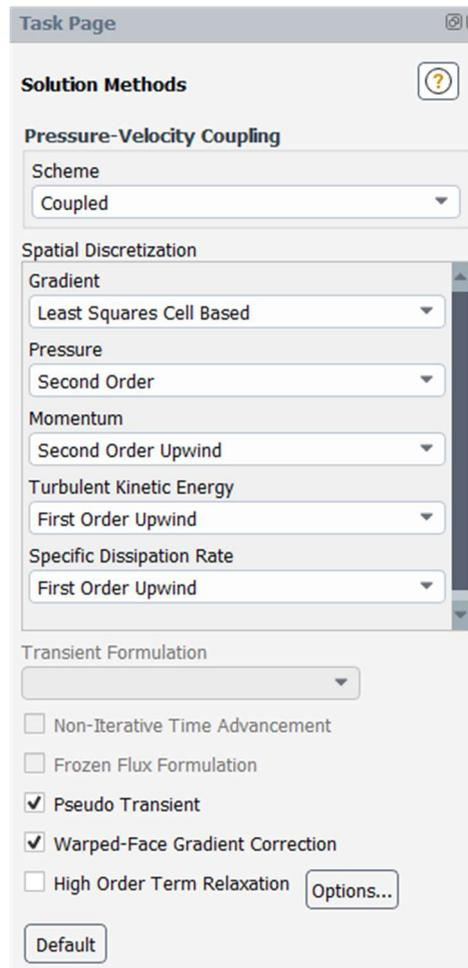 Task Page
Solution Methods
?
Pressure-Velocity Coupling
Scheme
Coupled
Spatial Discretization
Gradient
Least Squares Cell Based
Pressure
Second Order
Momentum
Second Order Upwind
Turbulent Kinetic Energy
First Order Upwind
Specific Dissipation Rate
First Order Upwind
Transient Formulation
Non-Iterative Time Advancement
Frozen Flux Formulation
Pseudo Transient
Warped-Face Gradient Correction
High Order Term Relaxation Options...
Default